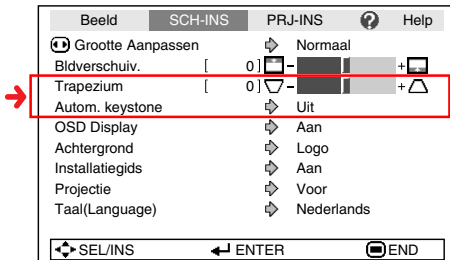 Beeld SCH-INS PRJ-INS ? Help
Grootte Aanpassen Normaal
Bldverschuiv. [ 0] - +
Trapezium [ 0] - +
Autom. keystone Uit
OSD Display Aan
Achtergrond Logo
Installatiegids Aan
Projectie Voor
Taal(Language) Nederlands
SEL/INS ENTER END